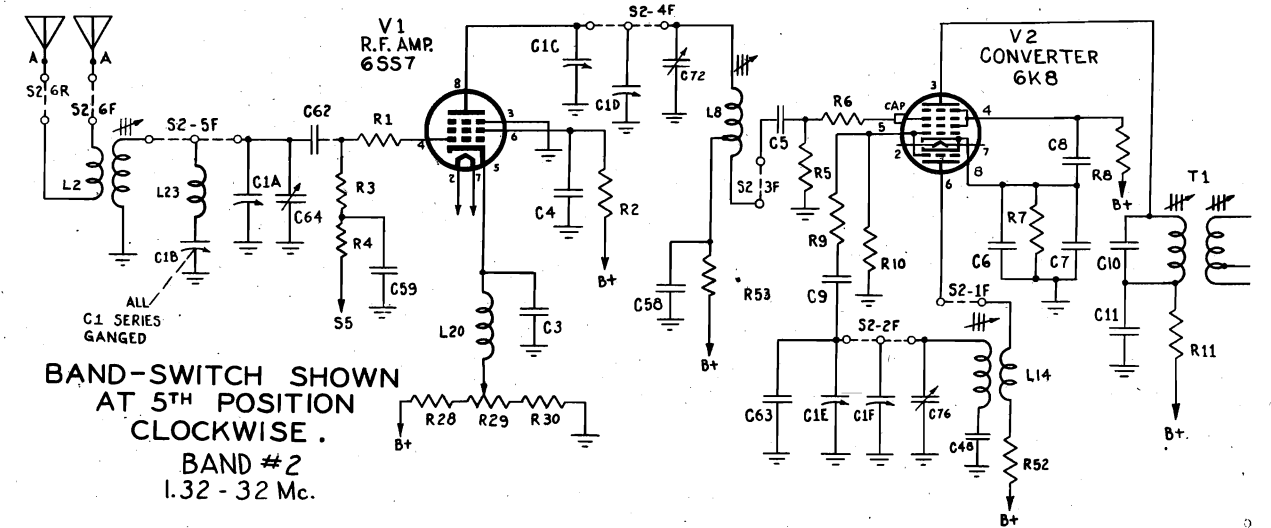 S2-4F
V1
R.F. AMP.
6SS7
V2
CONVERTER
6K8
A
A
S2 6R
S2 6F
S2-5F
C62
R1
8
3
6
4
2
7
5
C1C
C1D
C72
L8
C5
R6
CAP
5
2
3
4
7
8
6
C8
R8
B+
T1
L2
L23
C1A
C64
R3
R4
C59
S5
C1B
C4
R2
B+
S2 3F
R5
R9
R10
C9
R7
C6
C7
C10
C11
R11
B+
ALL
C1 SERIES
GANGED
L20
C3
C58
R53
B+
S2-1F
S2-2F
L14
C63
C1E
C1F
C76
C48
R52
B+
R28
R29
R30
B+
BAND-SWITCH SHOWN
AT 5TH POSITION
CLOCKWISE.
BAND #2
1.32 - 32 Mc.